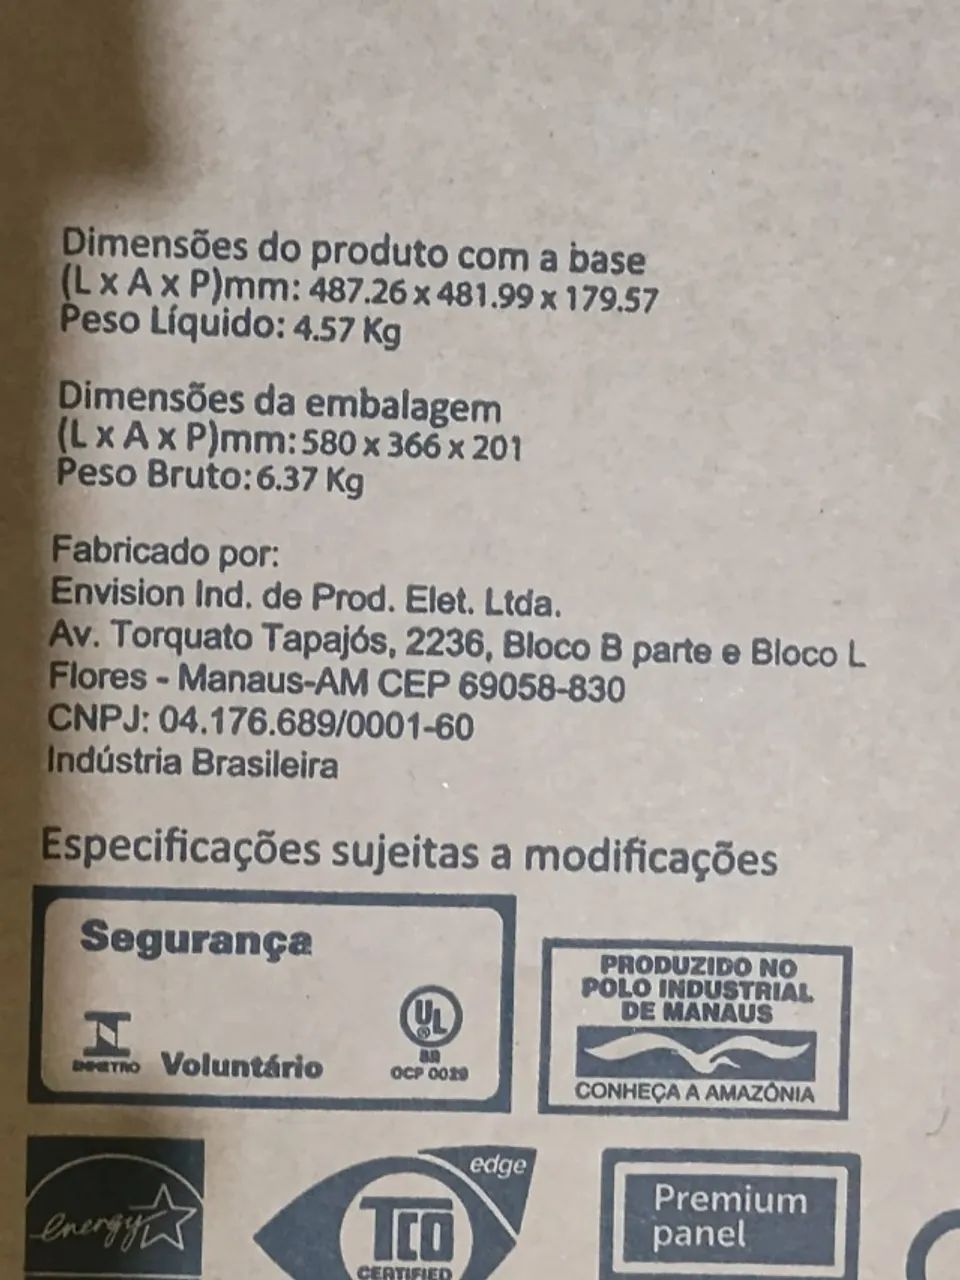 Dimensões do produto com a base
(L x A x P)mm: 487.26 x 481.99 x 179.57
Peso Líquido: 4.57 Kg
Dimensões da embalagem
(L x A x P)mm: 580 x 366 x 201
Peso Bruto: 6.37 Kg
Fabricado por:
Envision Ind. de Prod. Elet. Ltda.
Av. Torquato Tapajós, 2236, Bloco B parte e Bloco L
Flores - Manaus-AM CEP 69058-830
CNPJ: 04.176.689/0001-60
Indústria Brasileira
Especificações sujeitas a modificações
Segurança
INMETRO Voluntário
UL
BR
OCP 0029
PRODUZIDO NO
POLO INDUSTRIAL
DE MANAUS
CONHEÇA A AMAZÔNIA
energy
edge
TCO
CERTIFIED
Premium
panel